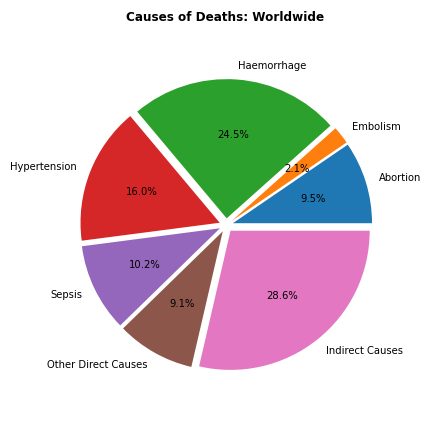 Causes of Deaths: Worldwide
Haemorrhage
24.5%
Embolism
2.1%
Abortion
9.5%
Hypertension
16.0%
Sepsis
10.2%
Other Direct Causes
9.1%
Indirect Causes
28.6%